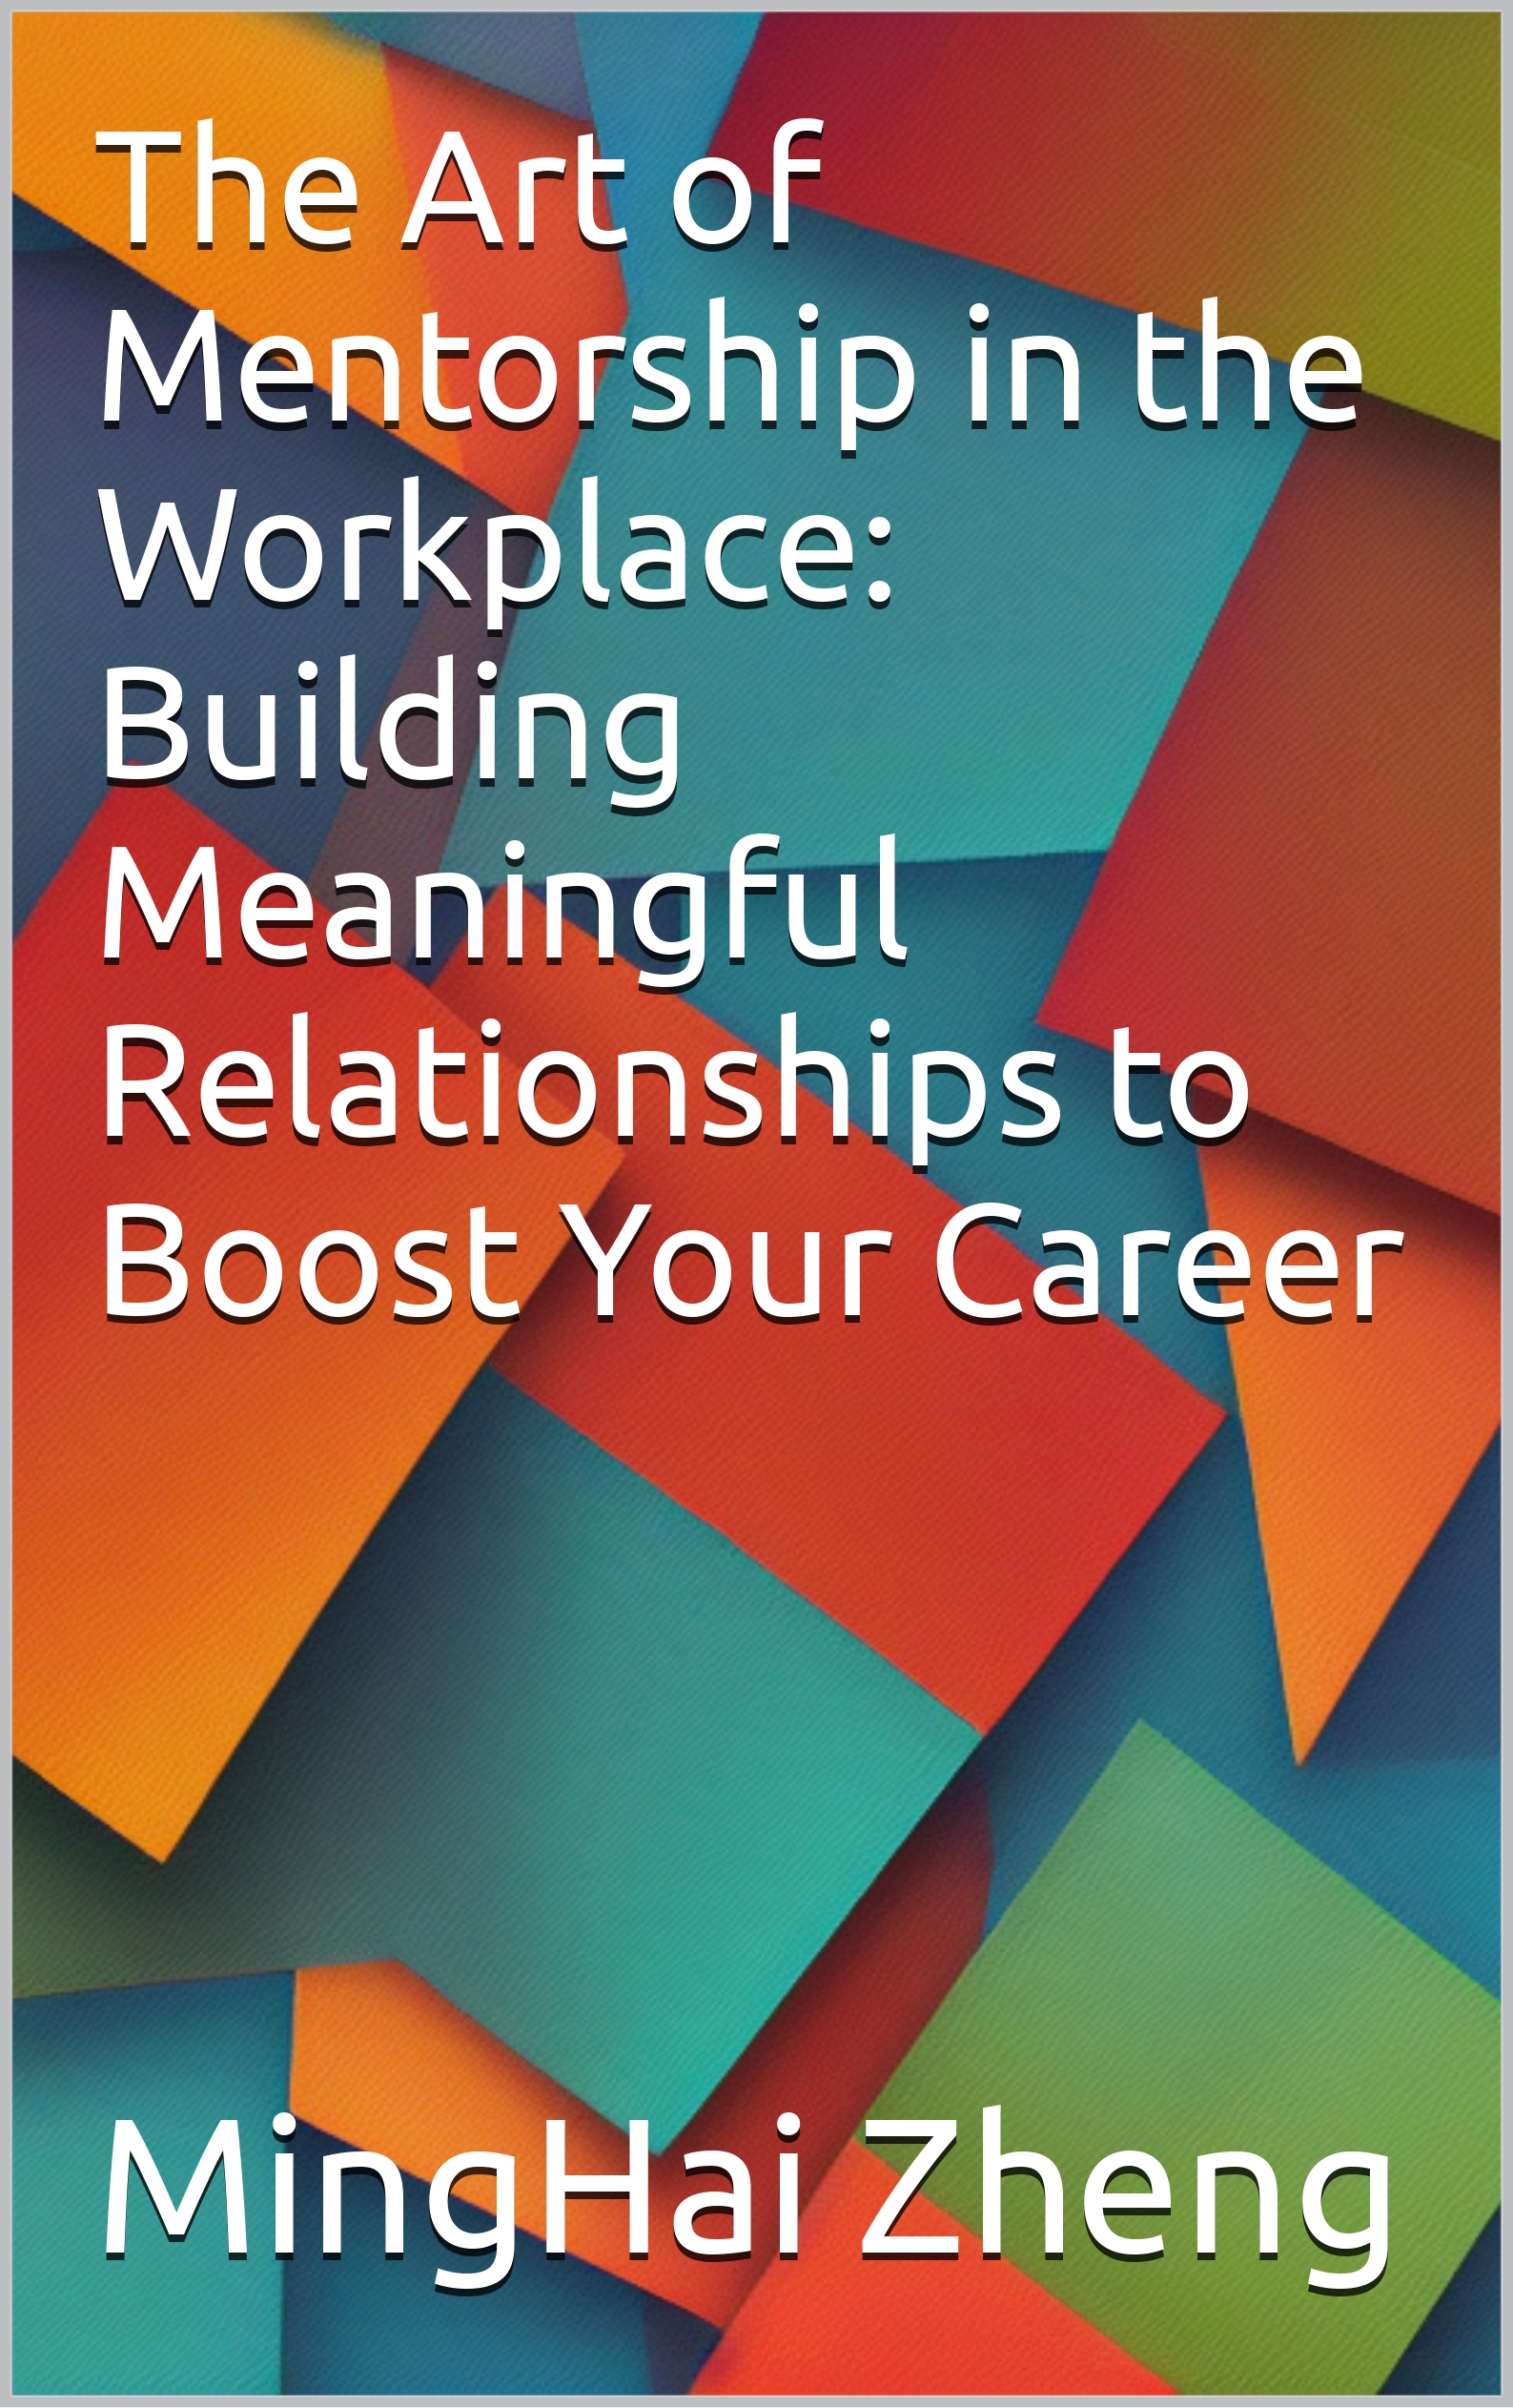 The Art of
Mentorship in the
Workplace:
Building
Meaningful
Relationships to
Boost Your Career
MingHai Zheng